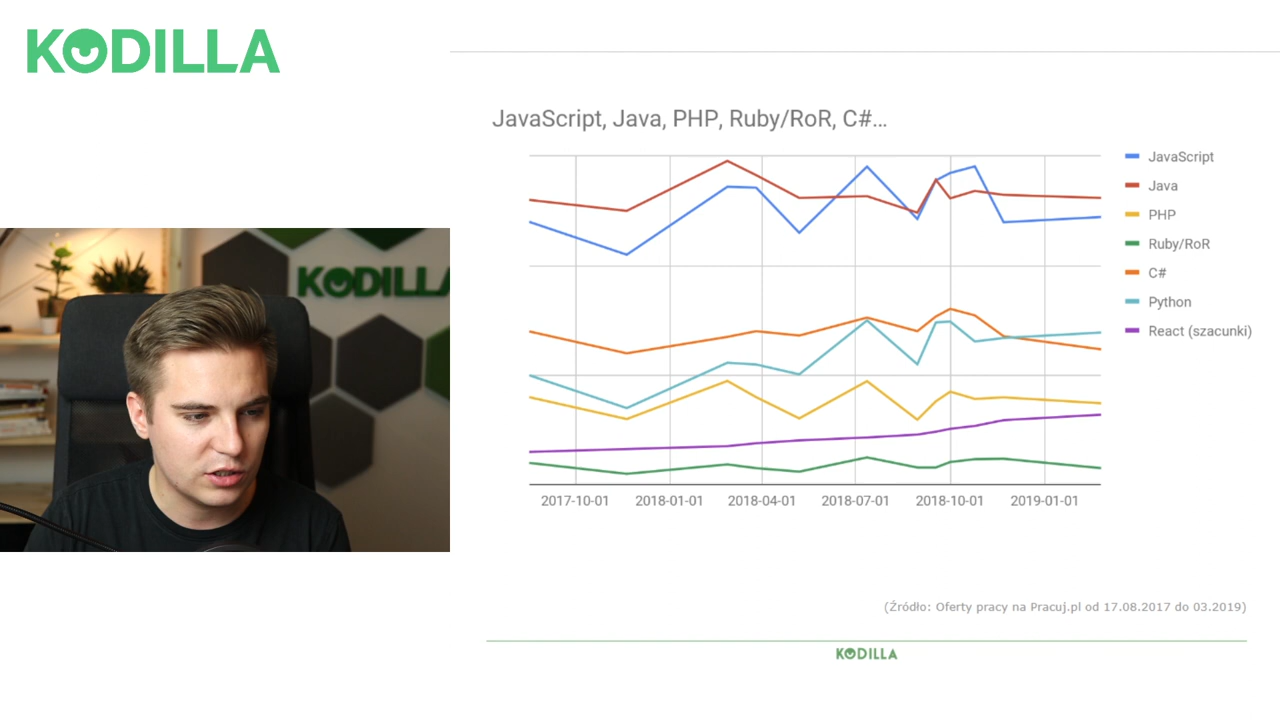 KODILLA
JavaScript, Java, PHP, Ruby/RoR, C#...
JavaScript
Java
PHP
Ruby/RoR
C#
Python
React (szacunki)
KODILLA
2017-10-01 2018-01-01 2018-04-01 2018-07-01 2018-10-01 2019-01-01
(Źródło: Oferty pracy na Pracuj.pl od 17.08.2017 do 03.2019)
KODILLA